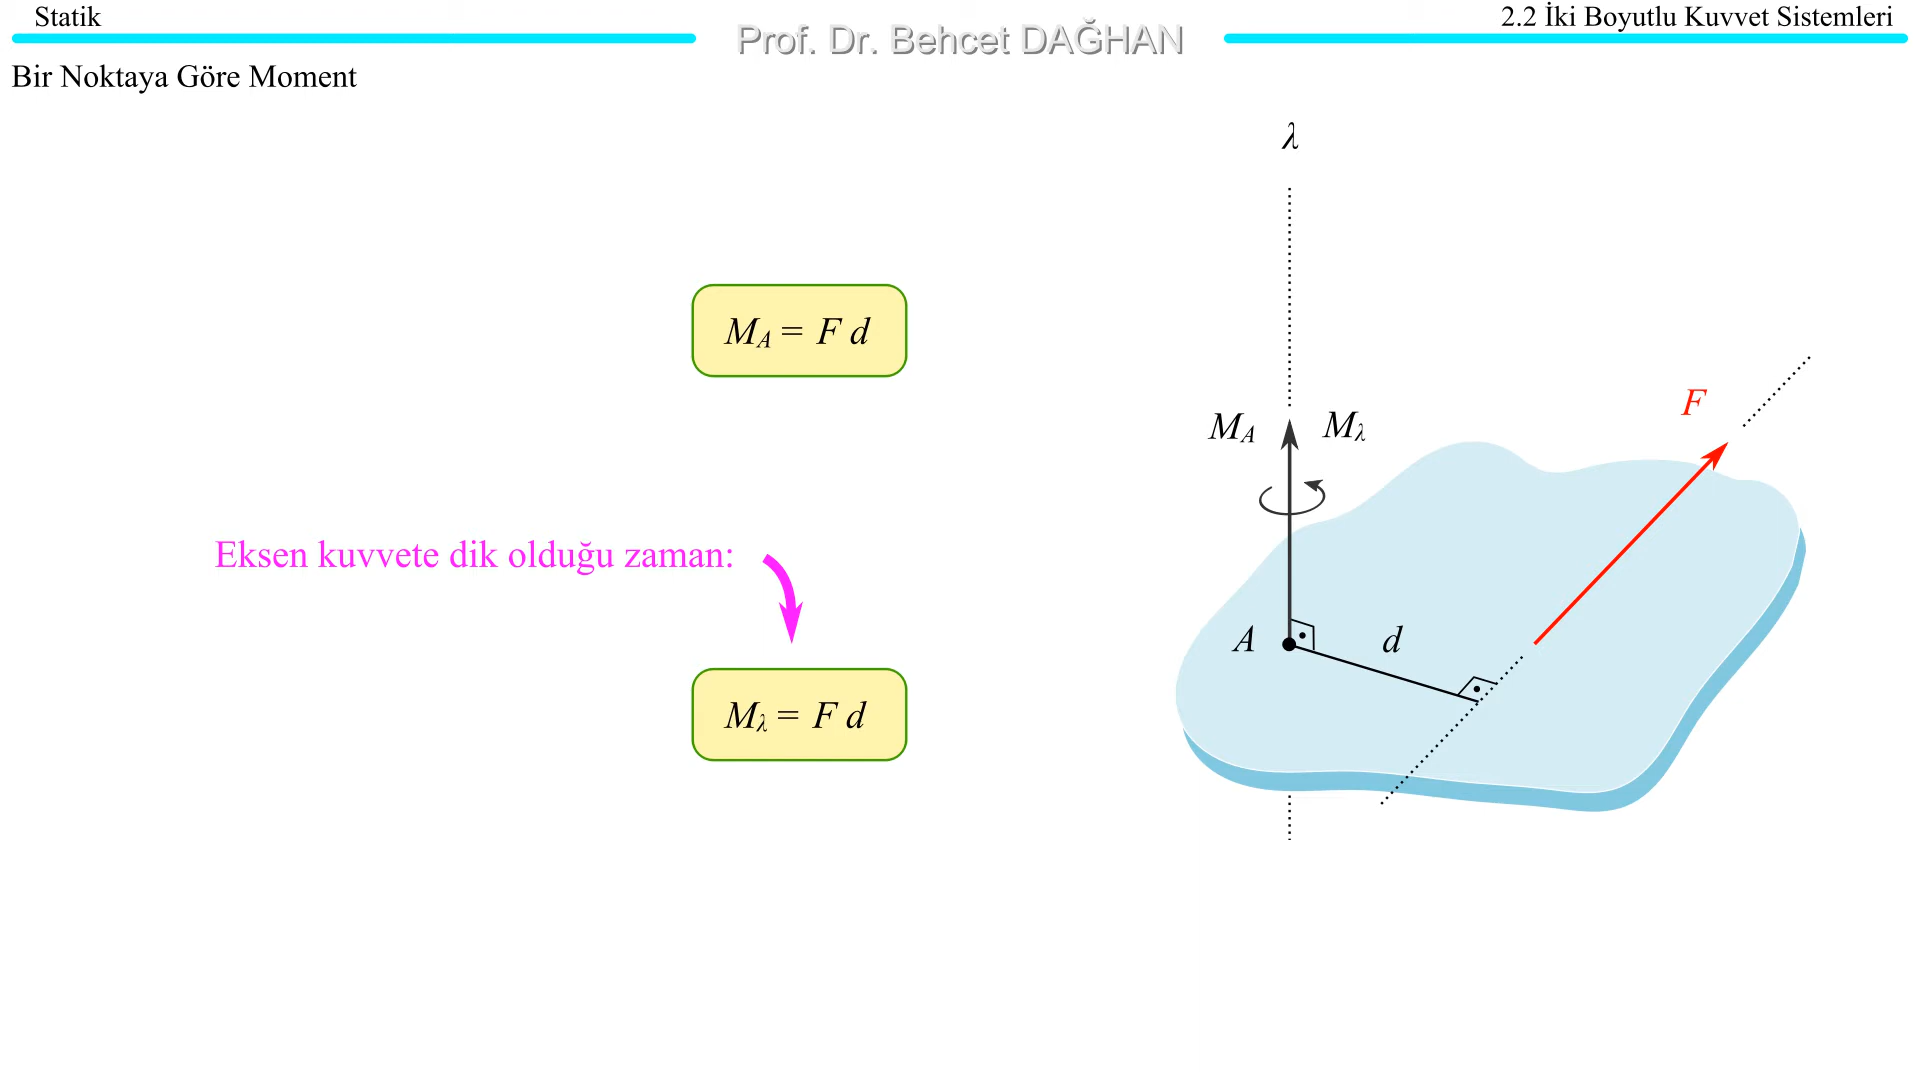 Statik
Prof. Dr. Behcet DAĞHAN
2.2 İki Boyutlu Kuvvet Sistemleri
Bir Noktaya Göre Moment
λ
M_A = F d
F
M_A
M_λ
Eksen kuvvete dik olduğu zaman:
A
d
M_λ = F d